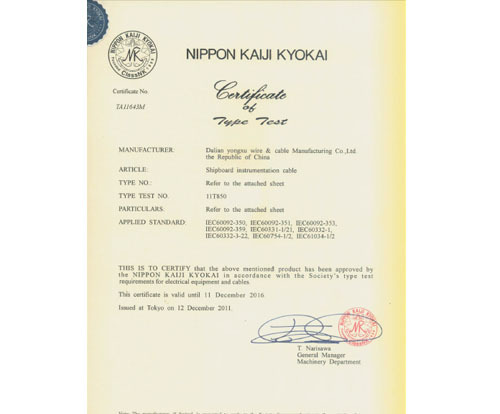 NIPPON KAIJI KYOKAI
NK
ClassNK
NIPPON KAIJI KYOKAI
Certificate No.
TA11643M
Certificate
of
Type Test
MANUFACTURER: Dalian yongxu wire & cable Manufacturing Co.,Ltd.
the Republic of China
ARTICLE: Shipboard instrumentation cable
TYPE NO.: Refer to the attached sheet
TYPE TEST NO. 11T850
PARTICULARS. Refer to the attached sheet
APPLIED STANDARD: IEC60092-350, IEC60092-351, IEC60092-353,
IEC60092-359, IEC60331-1/21, IEC60332-1,
IEC60332-3-22, IEC60754-1/2, IEC61034-1/2
THIS IS TO CERTIFY that the above mentioned product has been approved by
the NIPPON KAIJI KYOKAI in accordance with the Society's type test
requirements for electrical equipment and cables.
This certificate is valid until 11 December 2016.
Issued at Tokyo on 12 December 2011.
T. Narisawa
General Manager
Machinery Department